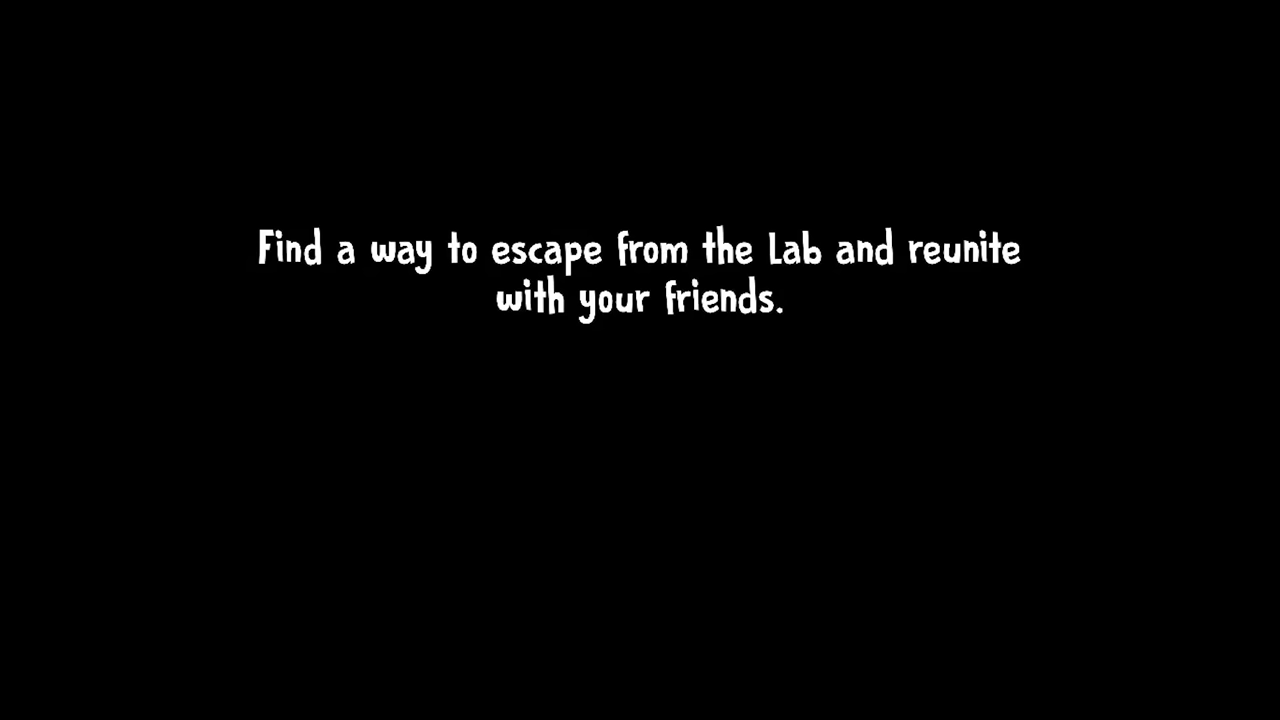 Find a way to escape from the Lab and reunite
with your friends.